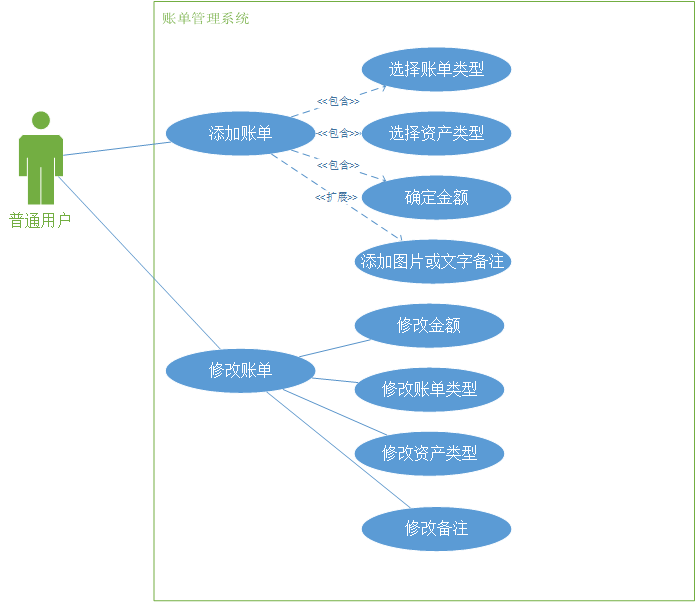 账单管理系统
选择账单类型
<<包含>>
添加账单
<<包含>>
选择资产类型
<<包含>>
确定金额
<<扩展>>
普通用户
添加图片或文字备注
修改金额
修改账单
修改账单类型
修改资产类型
修改备注